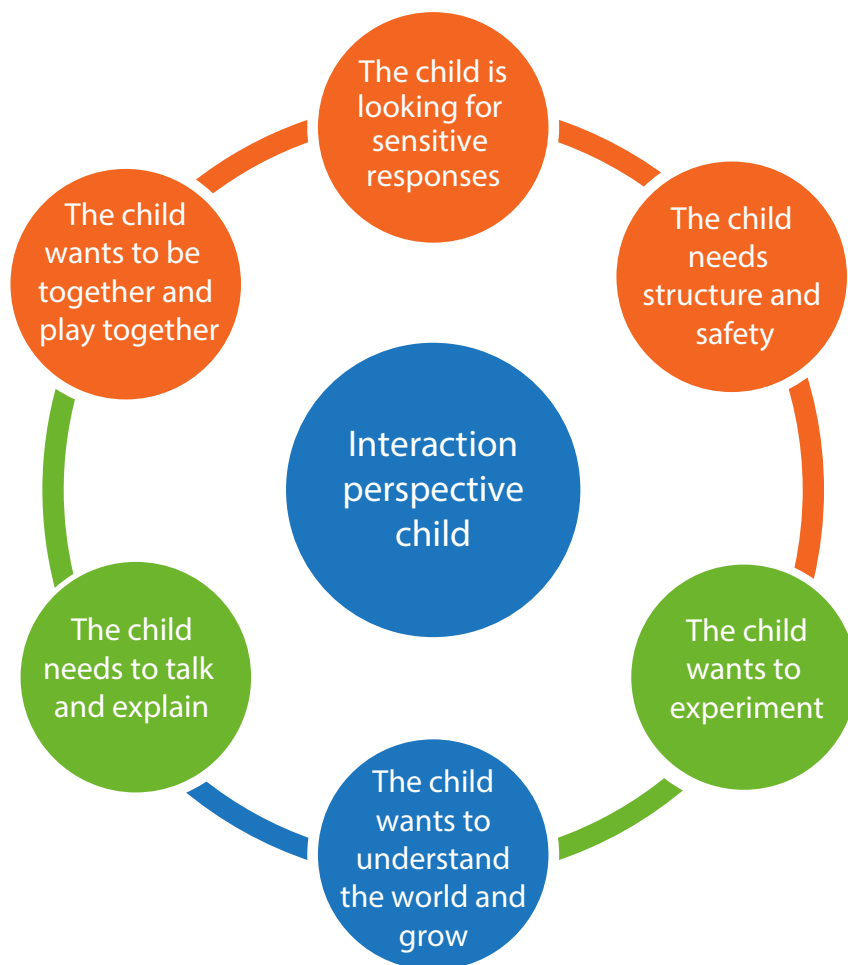 The child is
looking for
sensitive
responses
The child
needs
structure and
safety
The child
wants to
experiment
The child
wants to
understand
the world and
grow
The child
needs to talk
and explain
The child
wants to be
together and
play together
Interaction
perspective
child